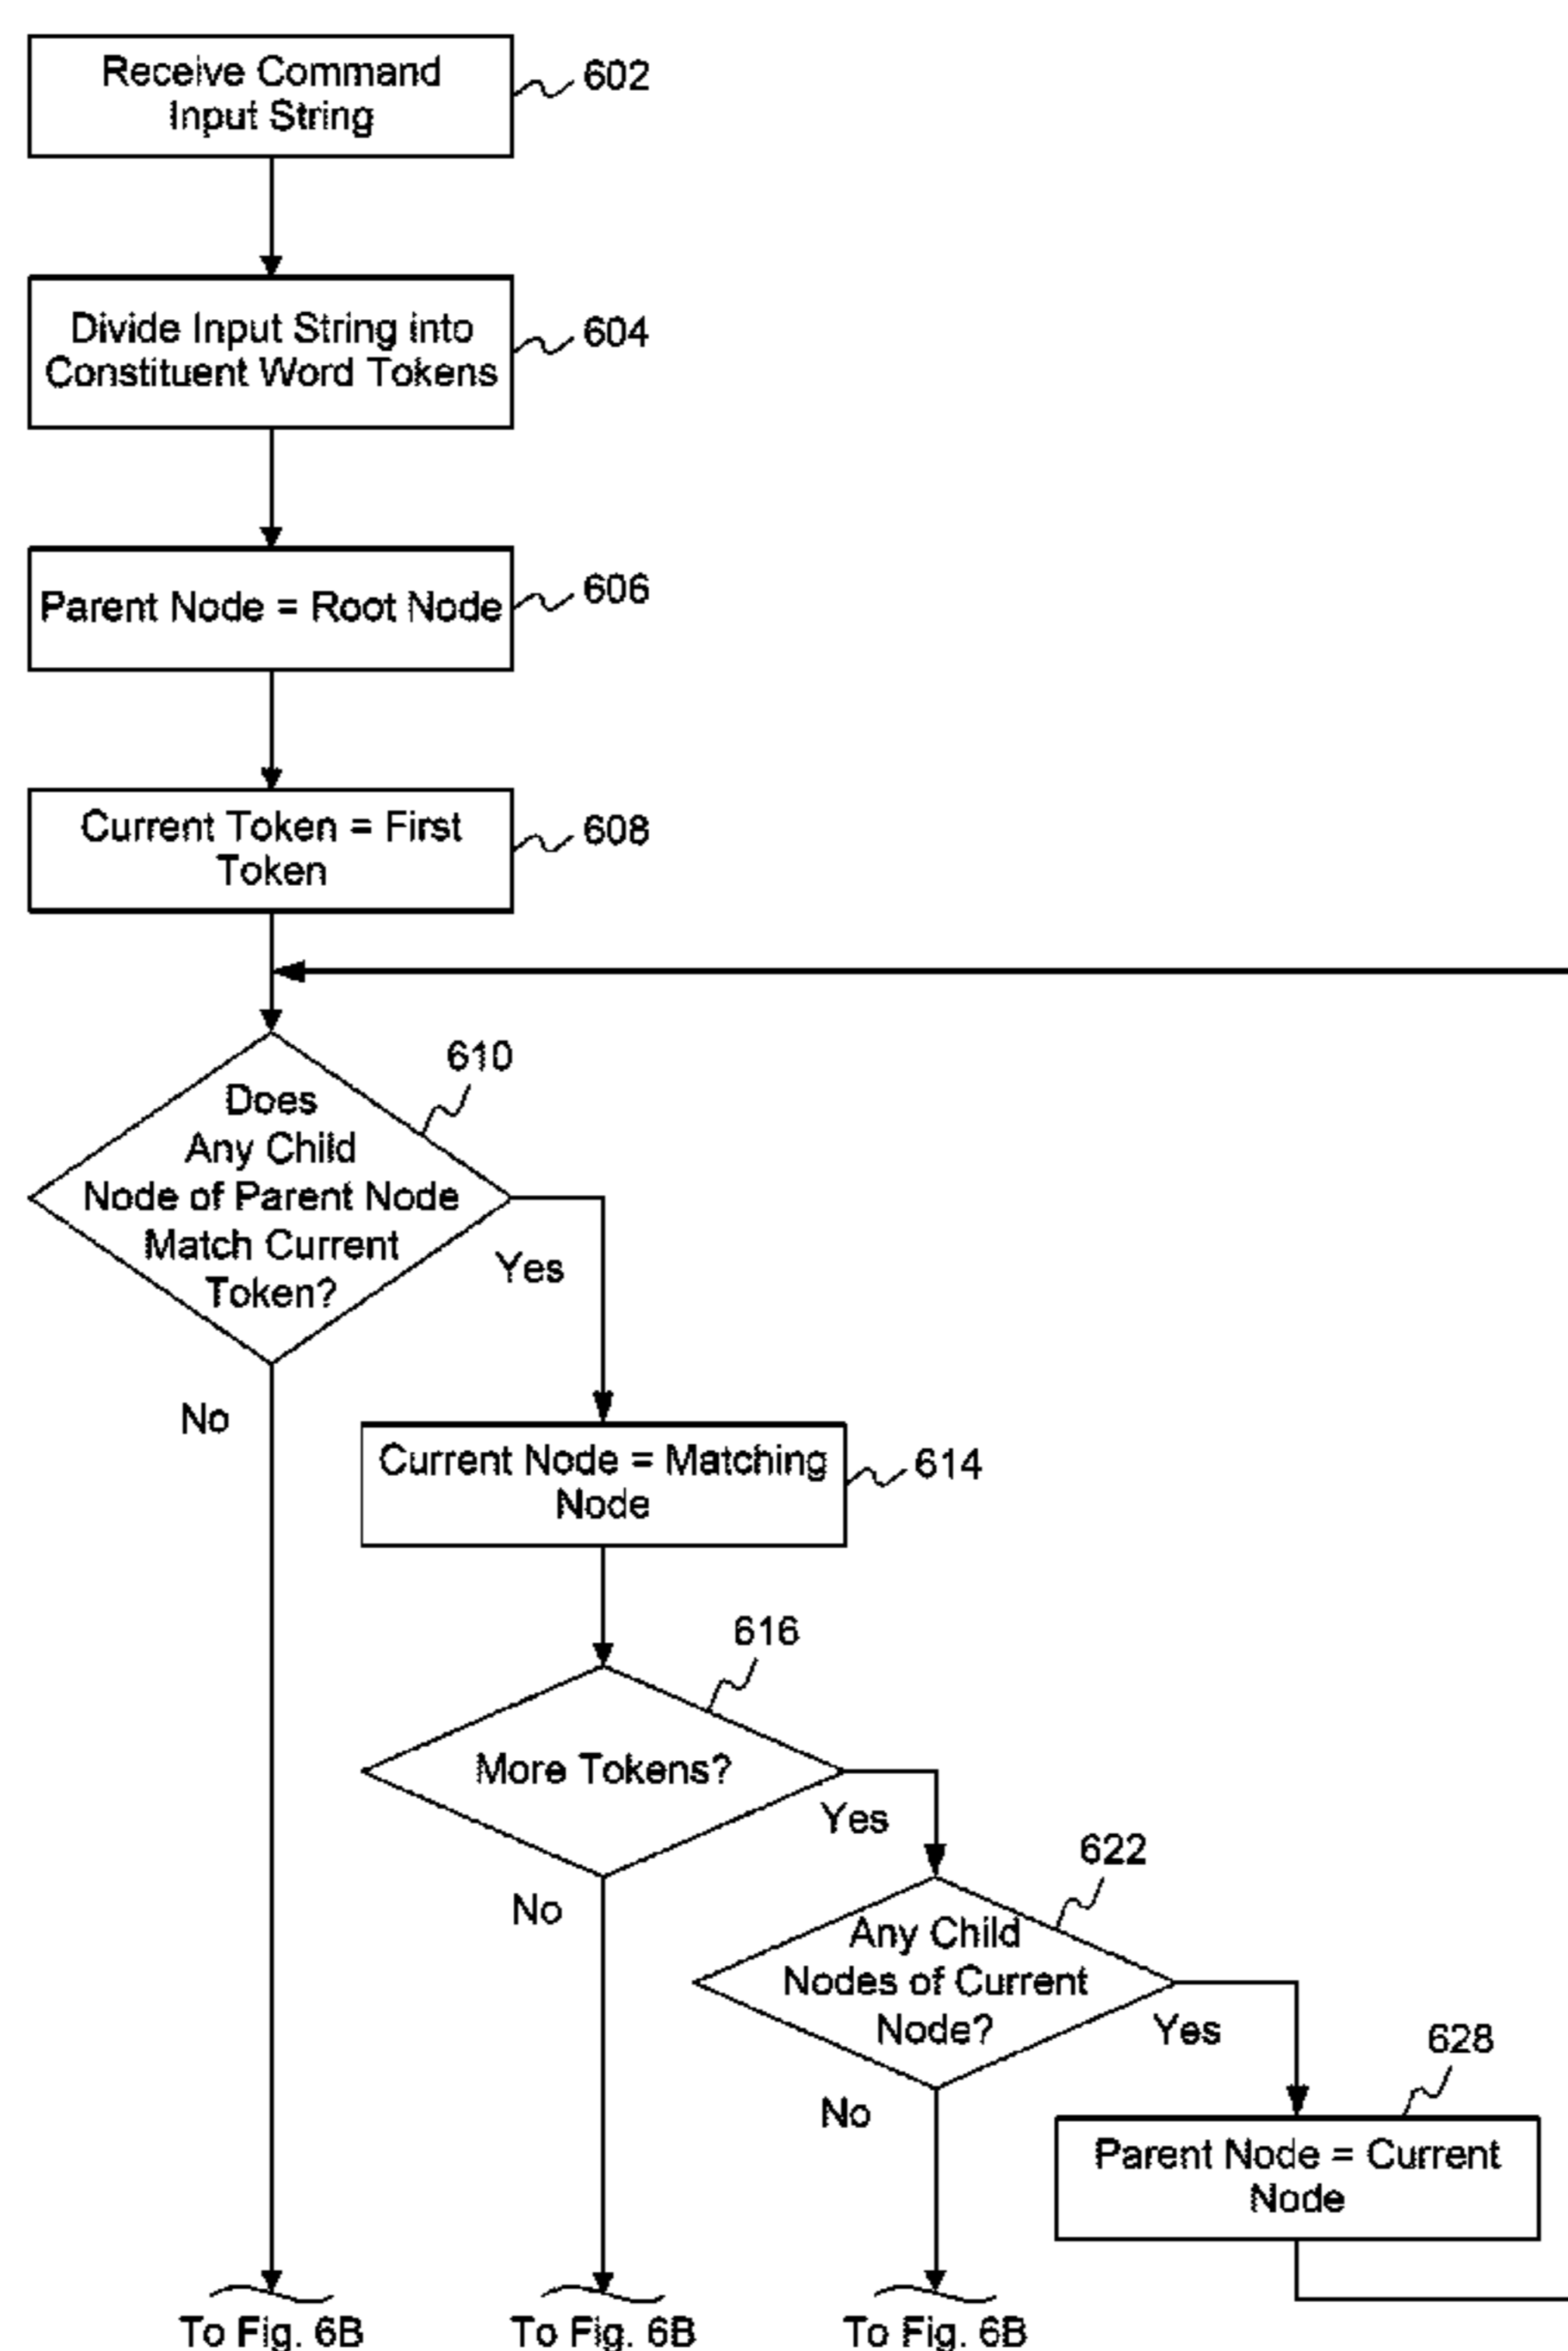 Receive Command
Input String
602
Divide Input String into
Constituent Word Tokens
604
Parent Node = Root Node
606
Current Token = First
Token
608
610
Does
Any Child
Node of Parent Node
Match Current
Token?
Yes
No
Current Node = Matching
Node
614
616
More Tokens?
Yes
No
622
Any Child
Nodes of Current
Node?
Yes
No
628
Parent Node = Current
Node
To Fig. 6B
To Fig. 6B
To Fig. 6B